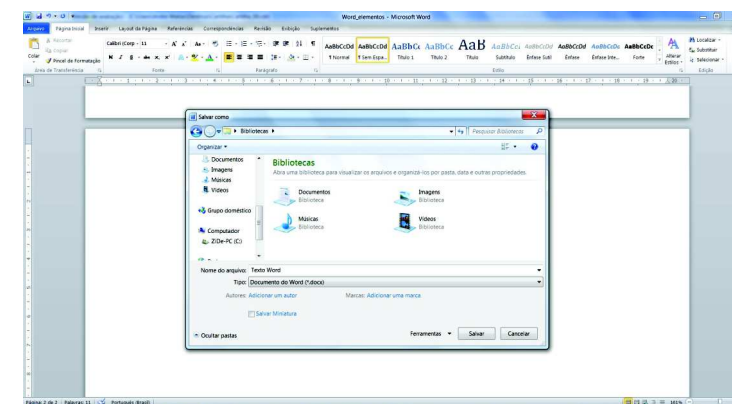 Word_elementos - Microsoft Word
Arquivo Página Inicial Inserir Layout da Página Referências Correspondências Revisão Exibição Suplementos
Colar
Recortar
Copiar
Pincel de Formatação
Área de Transferência
Calibri (Corp 11
Fonte
Parágrafo
AaBbCcDd AaBbCcDd AaBbCc AaBbCc AaB AaBbCcI AaBbCcDd AaBbCcDd AaBbCcDc AaBbCcDc
¶ Normal ¶ Sem Espa... Título 1 Título 2 Título Subtítulo Ênfase Sutil Ênfase Ênfase Inte... Forte
Estilo
Alterar Estilos
Localizar
Substituir
Selecionar
Edição
Salvar como
Bibliotecas
Pesquisar Bibliotecas
Organizar
Documentos
Imagens
Músicas
Vídeos
Grupo doméstico
Computador
ZiDe-PC (C:)
Bibliotecas
Abra uma biblioteca para visualizar os arquivos e organizá-los por pasta, data e outras propriedades.
Documentos
Biblioteca
Imagens
Biblioteca
Músicas
Biblioteca
Vídeos
Biblioteca
Nome do arquivo: Texto Word
Tipo: Documento do Word (*.docx)
Autores: Adicionar um autor Marcas: Adicionar uma marca
Salvar Miniatura
Ocultar pastas
Ferramentas Salvar Cancelar
Página: 2 de 2 Palavras: 11 Português (Brasil) 101%